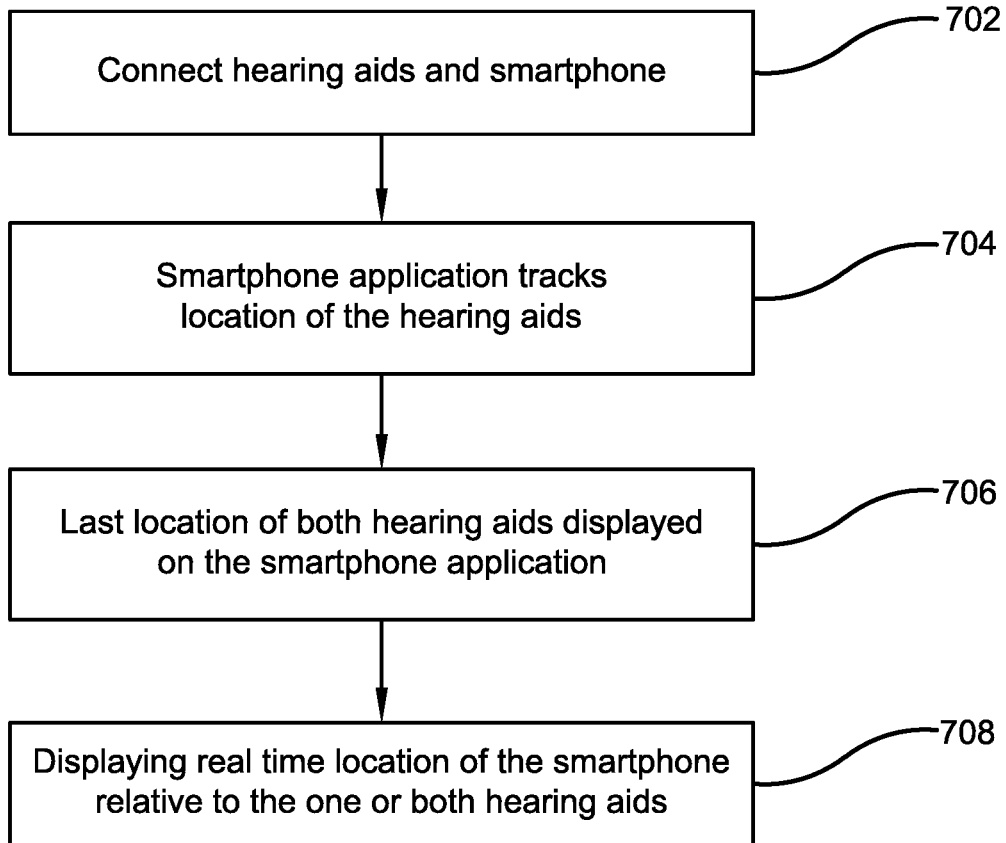 Connect hearing aids and smartphone
702
Smartphone application tracks
location of the hearing aids
704
Last location of both hearing aids displayed
on the smartphone application
706
Displaying real time location of the smartphone
relative to the one or both hearing aids
708